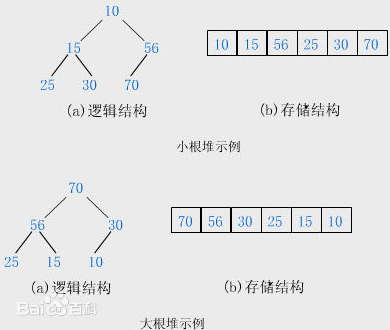 10
15 56
25 30 70
10 15 56 25 30 70
(a)逻辑结构
(b)存储结构
小根堆示例
70
56 30
25 15 10
70 56 30 25 15 10
(a)逻辑结构
(b)存储结构
Bai百科
大根堆示例